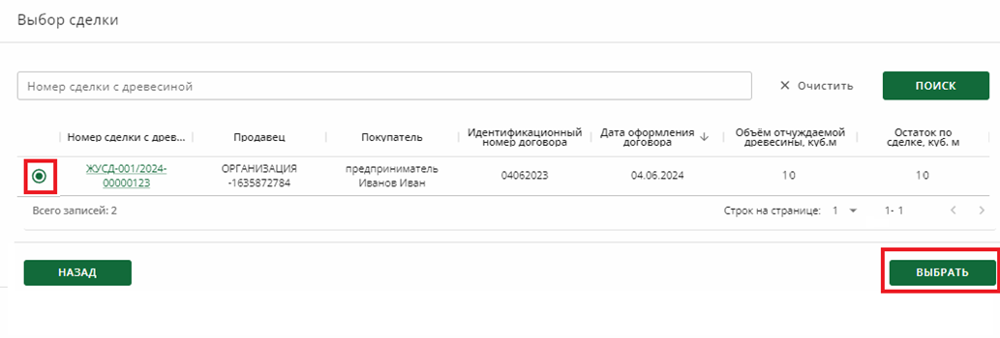 Выбор сделки
Номер сделки с древесиной
× Очистить
ПОИСК
Номер сделки с древ...
Продавец
Покупатель
Идентификационный
номер договора
Дата оформления
договора
Объём отчуждаемой
древесины, куб.м
Остаток по
сделке, куб. м
ЖУСД-001/2024-
00000123
ОРГАНИЗАЦИЯ
-1635872784
предприниматель
Иванов Иван
04062023
04.06.2024
10
10
Всего записей: 2
Строк на странице: 1
1- 1
НАЗАД
ВЫБРАТЬ